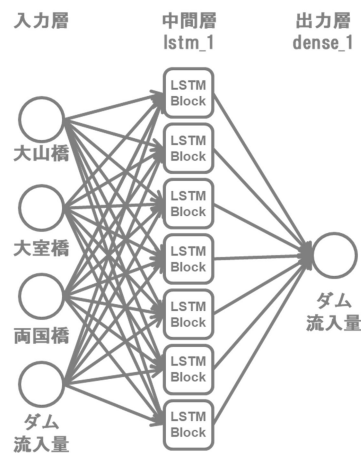 入力層
中間層
lstm_1
出力層
dense_1
大山橋
大室橋
両国橋
ダム
流入量
LSTM
Block
LSTM
Block
LSTM
Block
LSTM
Block
LSTM
Block
LSTM
Block
LSTM
Block
ダム
流入量